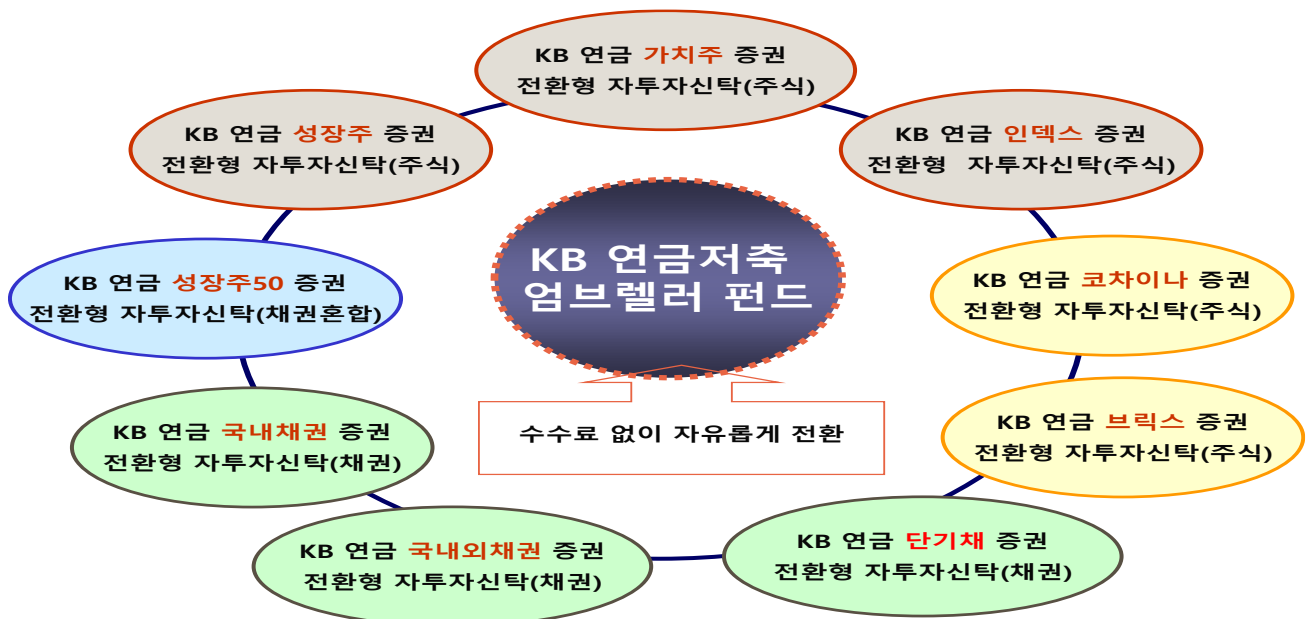 KB 연금 가치주 증권
전환형 자투자신탁(주식)
KB 연금 성장주 증권
전환형 자투자신탁(주식)
KB 연금 인덱스 증권
전환형 자투자신탁(주식)
KB 연금저축
엄브렐러 펀드
KB 연금 성장주50 증권
전환형 자투자신탁(채권혼합)
KB 연금 코차이나 증권
전환형 자투자신탁(주식)
수수료 없이 자유롭게 전환
KB 연금 국내채권 증권
전환형 자투자신탁(채권)
KB 연금 브릭스 증권
전환형 자투자신탁(주식)
KB 연금 국내외채권 증권
전환형 자투자신탁(채권)
KB 연금 단기채 증권
전환형 자투자신탁(채권)